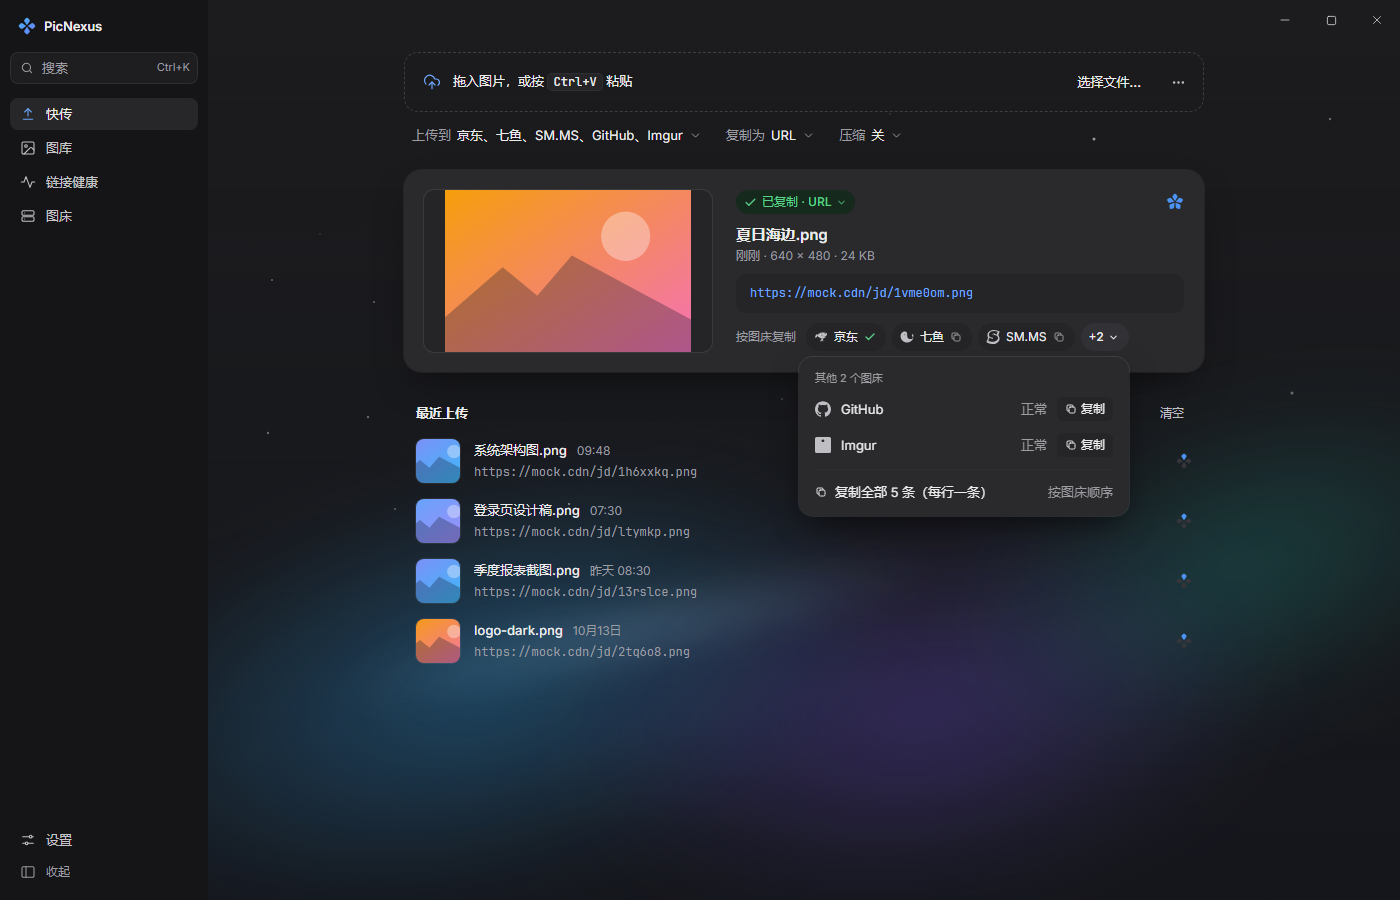 PicNexus
搜索 Ctrl+K
快传
图库
链接健康
图床
设置
收起
拖入图片，或按 Ctrl+V 粘贴
选择文件...
上传到 京东、七鱼、SM.MS、GitHub、Imgur
复制为 URL
压缩 关
已复制 · URL
夏日海边.png
刚刚 · 640 × 480 · 24 KB
https://mock.cdn/jd/1vme0om.png
按图床复制 京东 七鱼 SM.MS +2
其他 2 个图床
GitHub 正常 复制
Imgur 正常 复制
复制全部 5 条（每行一条） 按图床顺序
最近上传 清空
系统架构图.png 09:48
https://mock.cdn/jd/1h6xxkq.png
登录页设计稿.png 07:30
https://mock.cdn/jd/ltymkp.png
季度报表截图.png 昨天 08:30
https://mock.cdn/jd/13rslce.png
logo-dark.png 10月13日
https://mock.cdn/jd/2tq6o8.png